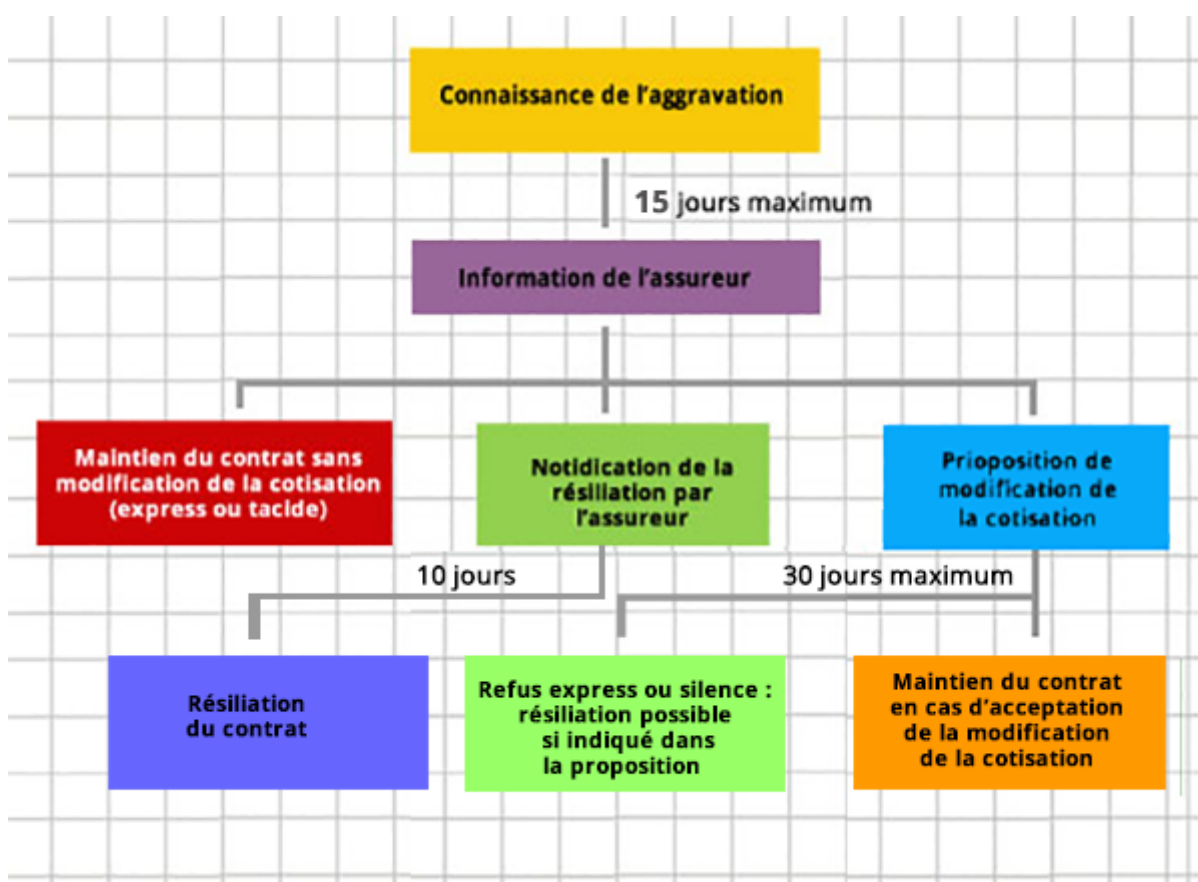 Connaissance de l'aggravation
15 jours maximum
Information de l'assureur
Maintien du contrat sans
modification de la cotisation
(express ou tacide)
Notidication de la
résiliation par
l'assureur
Prioposition de
modification de
la cotisation
10 jours
30 jours maximum
Résiliation
du contrat
Refus express ou silence :
résiliation possible
si indiqué dans
la proposition
Maintien du contrat
en cas d'acceptation
de la modification
de la cotisation